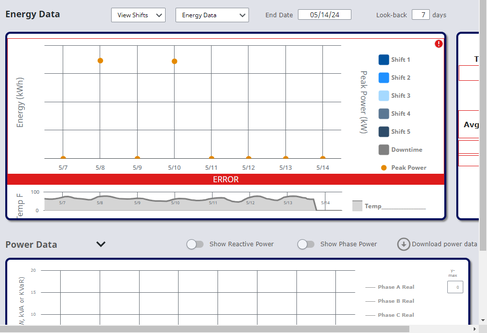 Energy Data
View Shifts
Energy Data
End Date
05/14/24
Look-back
7
days
Energy (kWh)
Peak Power (kW)
Shift 1
Shift 2
Shift 3
Shift 4
Shift 5
Downtime
Peak Power
5/7 5/8 5/9 5/10 5/11 5/12 5/13 5/14
ERROR
Temp F
100
0
5/7 5/8 5/9 5/10 5/11 5/12 5/13 5/14
Temp
Avg
Power Data
Show Reactive Power
Show Phase Power
Download power data
20
15
10
W, kVA or kVaR)
Phase A Real
Phase B Real
Phase C Real